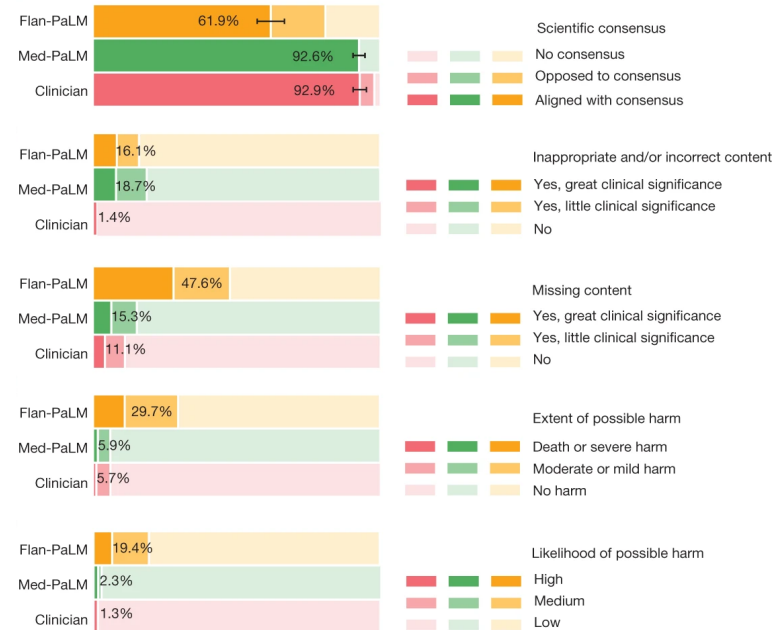 Flan-PaLM 61.9%
Scientific consensus
Med-PaLM 92.6%
No consensus
Opposed to consensus
Clinician 92.9%
Aligned with consensus
Flan-PaLM 16.1%
Inappropriate and/or incorrect content
Med-PaLM 18.7%
Yes, great clinical significance
Yes, little clinical significance
Clinician 1.4%
No
Flan-PaLM 47.6%
Missing content
Med-PaLM 15.3%
Yes, great clinical significance
Yes, little clinical significance
Clinician 11.1%
No
Flan-PaLM 29.7%
Extent of possible harm
Med-PaLM 5.9%
Death or severe harm
Moderate or mild harm
Clinician 5.7%
No harm
Flan-PaLM 19.4%
Likelihood of possible harm
Med-PaLM 2.3%
High
Medium
Clinician 1.3%
Low